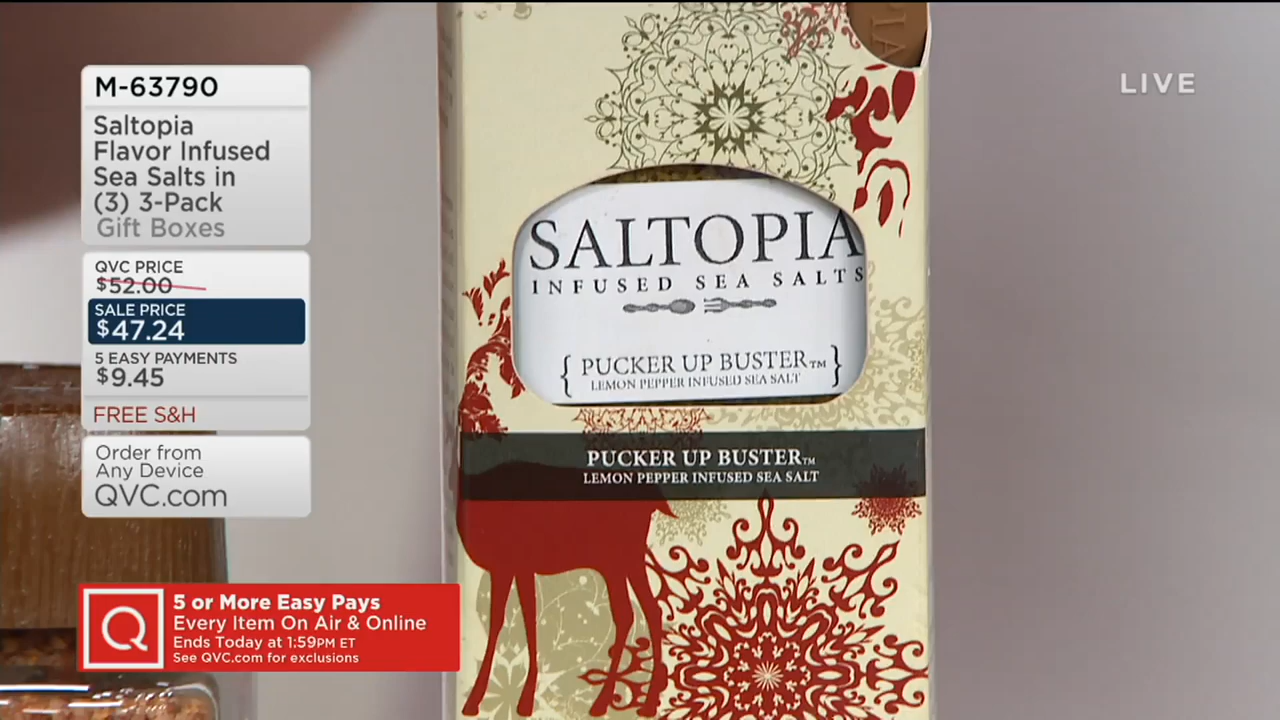 M-63790
Saltopia
Flavor Infused
Sea Salts in
(3) 3-Pack
Gift Boxes
QVC PRICE
$52.00
SALE PRICE
$47.24
5 EASY PAYMENTS
$9.45
FREE S&H
Order from
Any Device
QVC.com
Q
5 or More Easy Pays
Every Item On Air & Online
Ends Today at 1:59PM ET
See QVC.com for exclusions
LIVE
PIA
SALTOPIA
INFUSED SEA SALTS
{ PUCKER UP BUSTER™ }
LEMON PEPPER INFUSED SEA SALT
PUCKER UP BUSTER™
LEMON PEPPER INFUSED SEA SALT